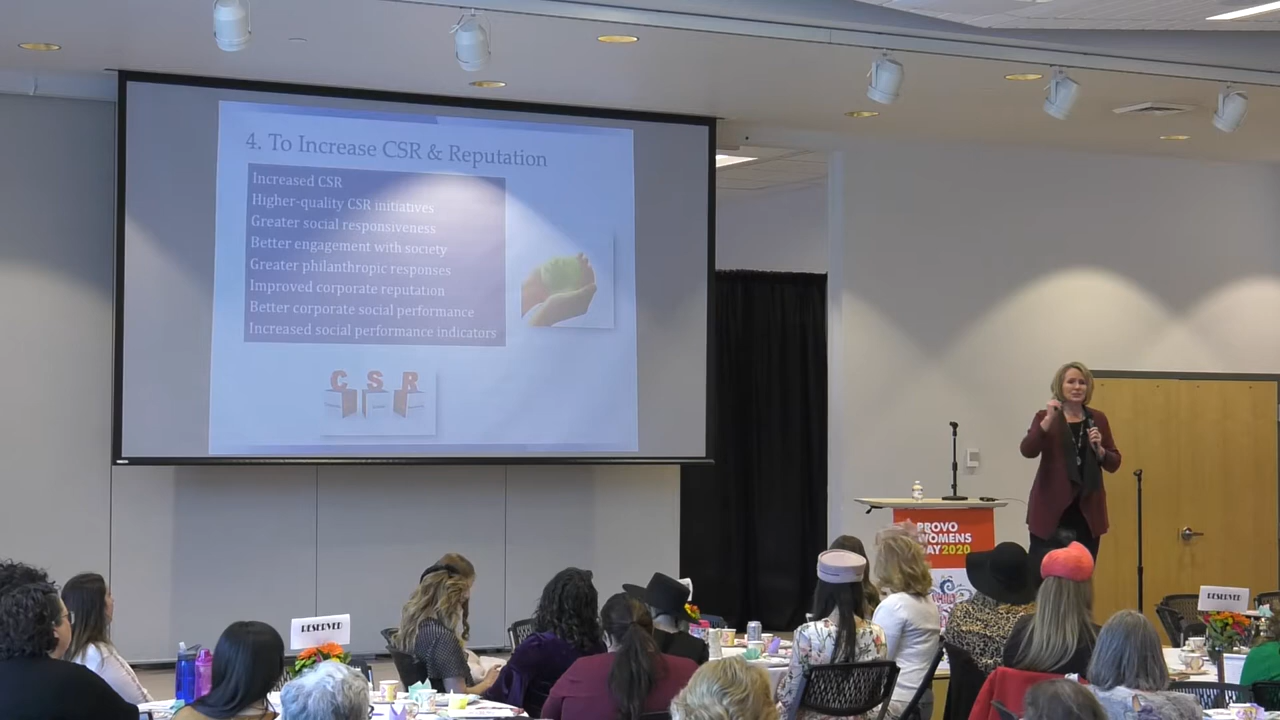 4. To Increase CSR & Reputation
Increased CSR
Higher-quality CSR initiatives
Greater social responsiveness
Better engagement with society
Greater philanthropic responses
Improved corporate reputation
Better corporate social performance
Increased social performance indicators
C S R
PROVO
WOMENS
DAY2020
RESERVED
RESERVED